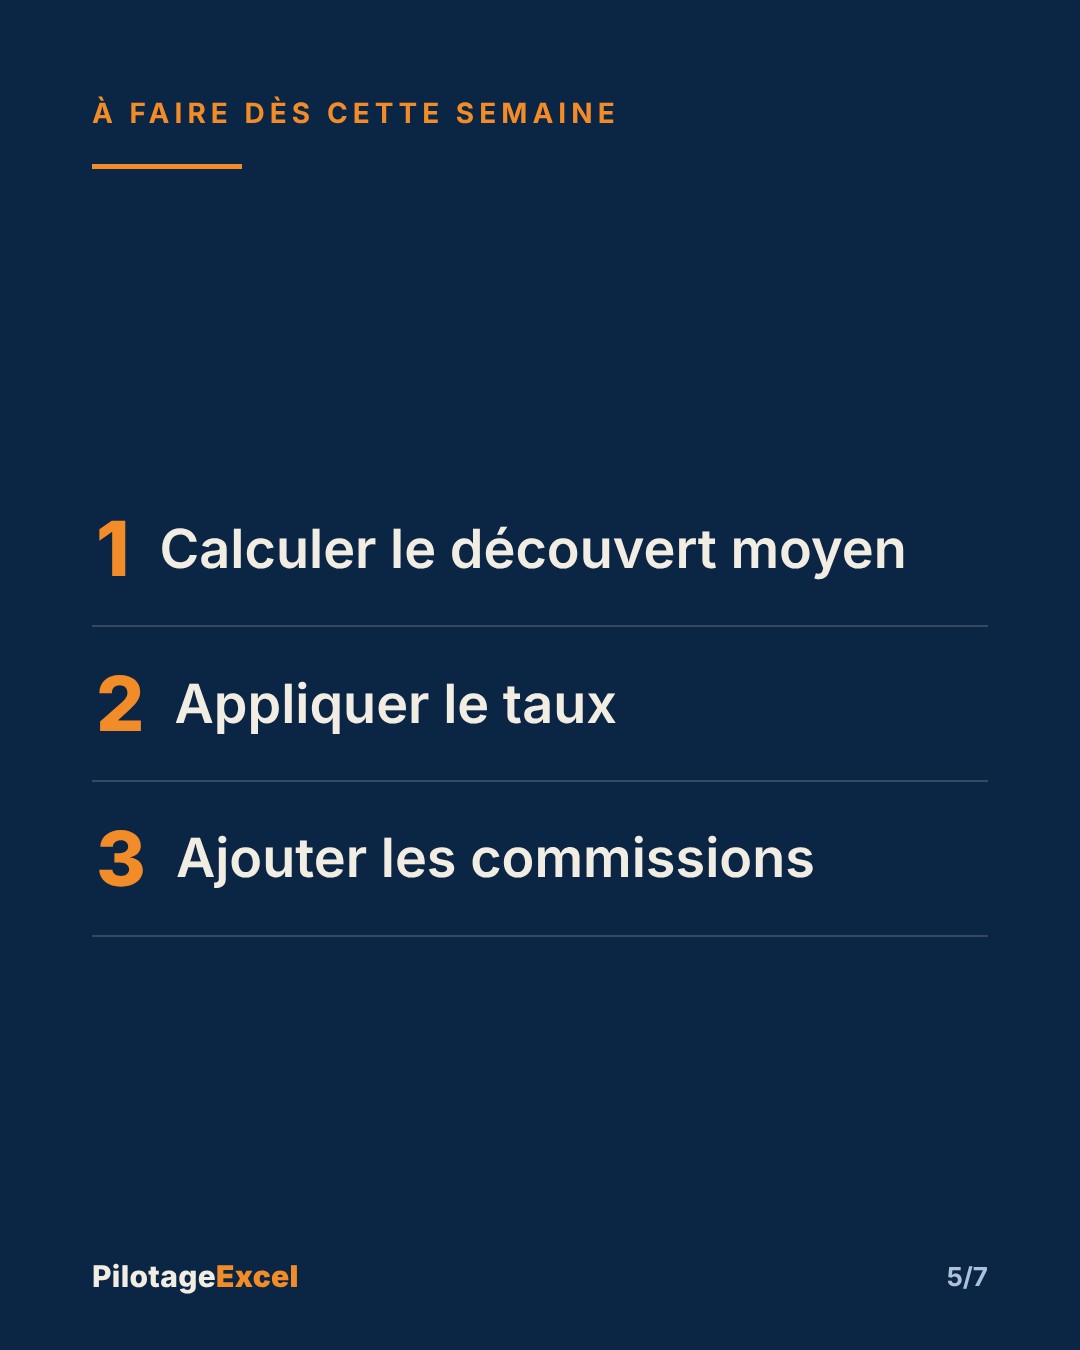 À FAIRE DÈS CETTE SEMAINE
1 Calculer le découvert moyen
2 Appliquer le taux
3 Ajouter les commissions
PilotageExcel
5/7